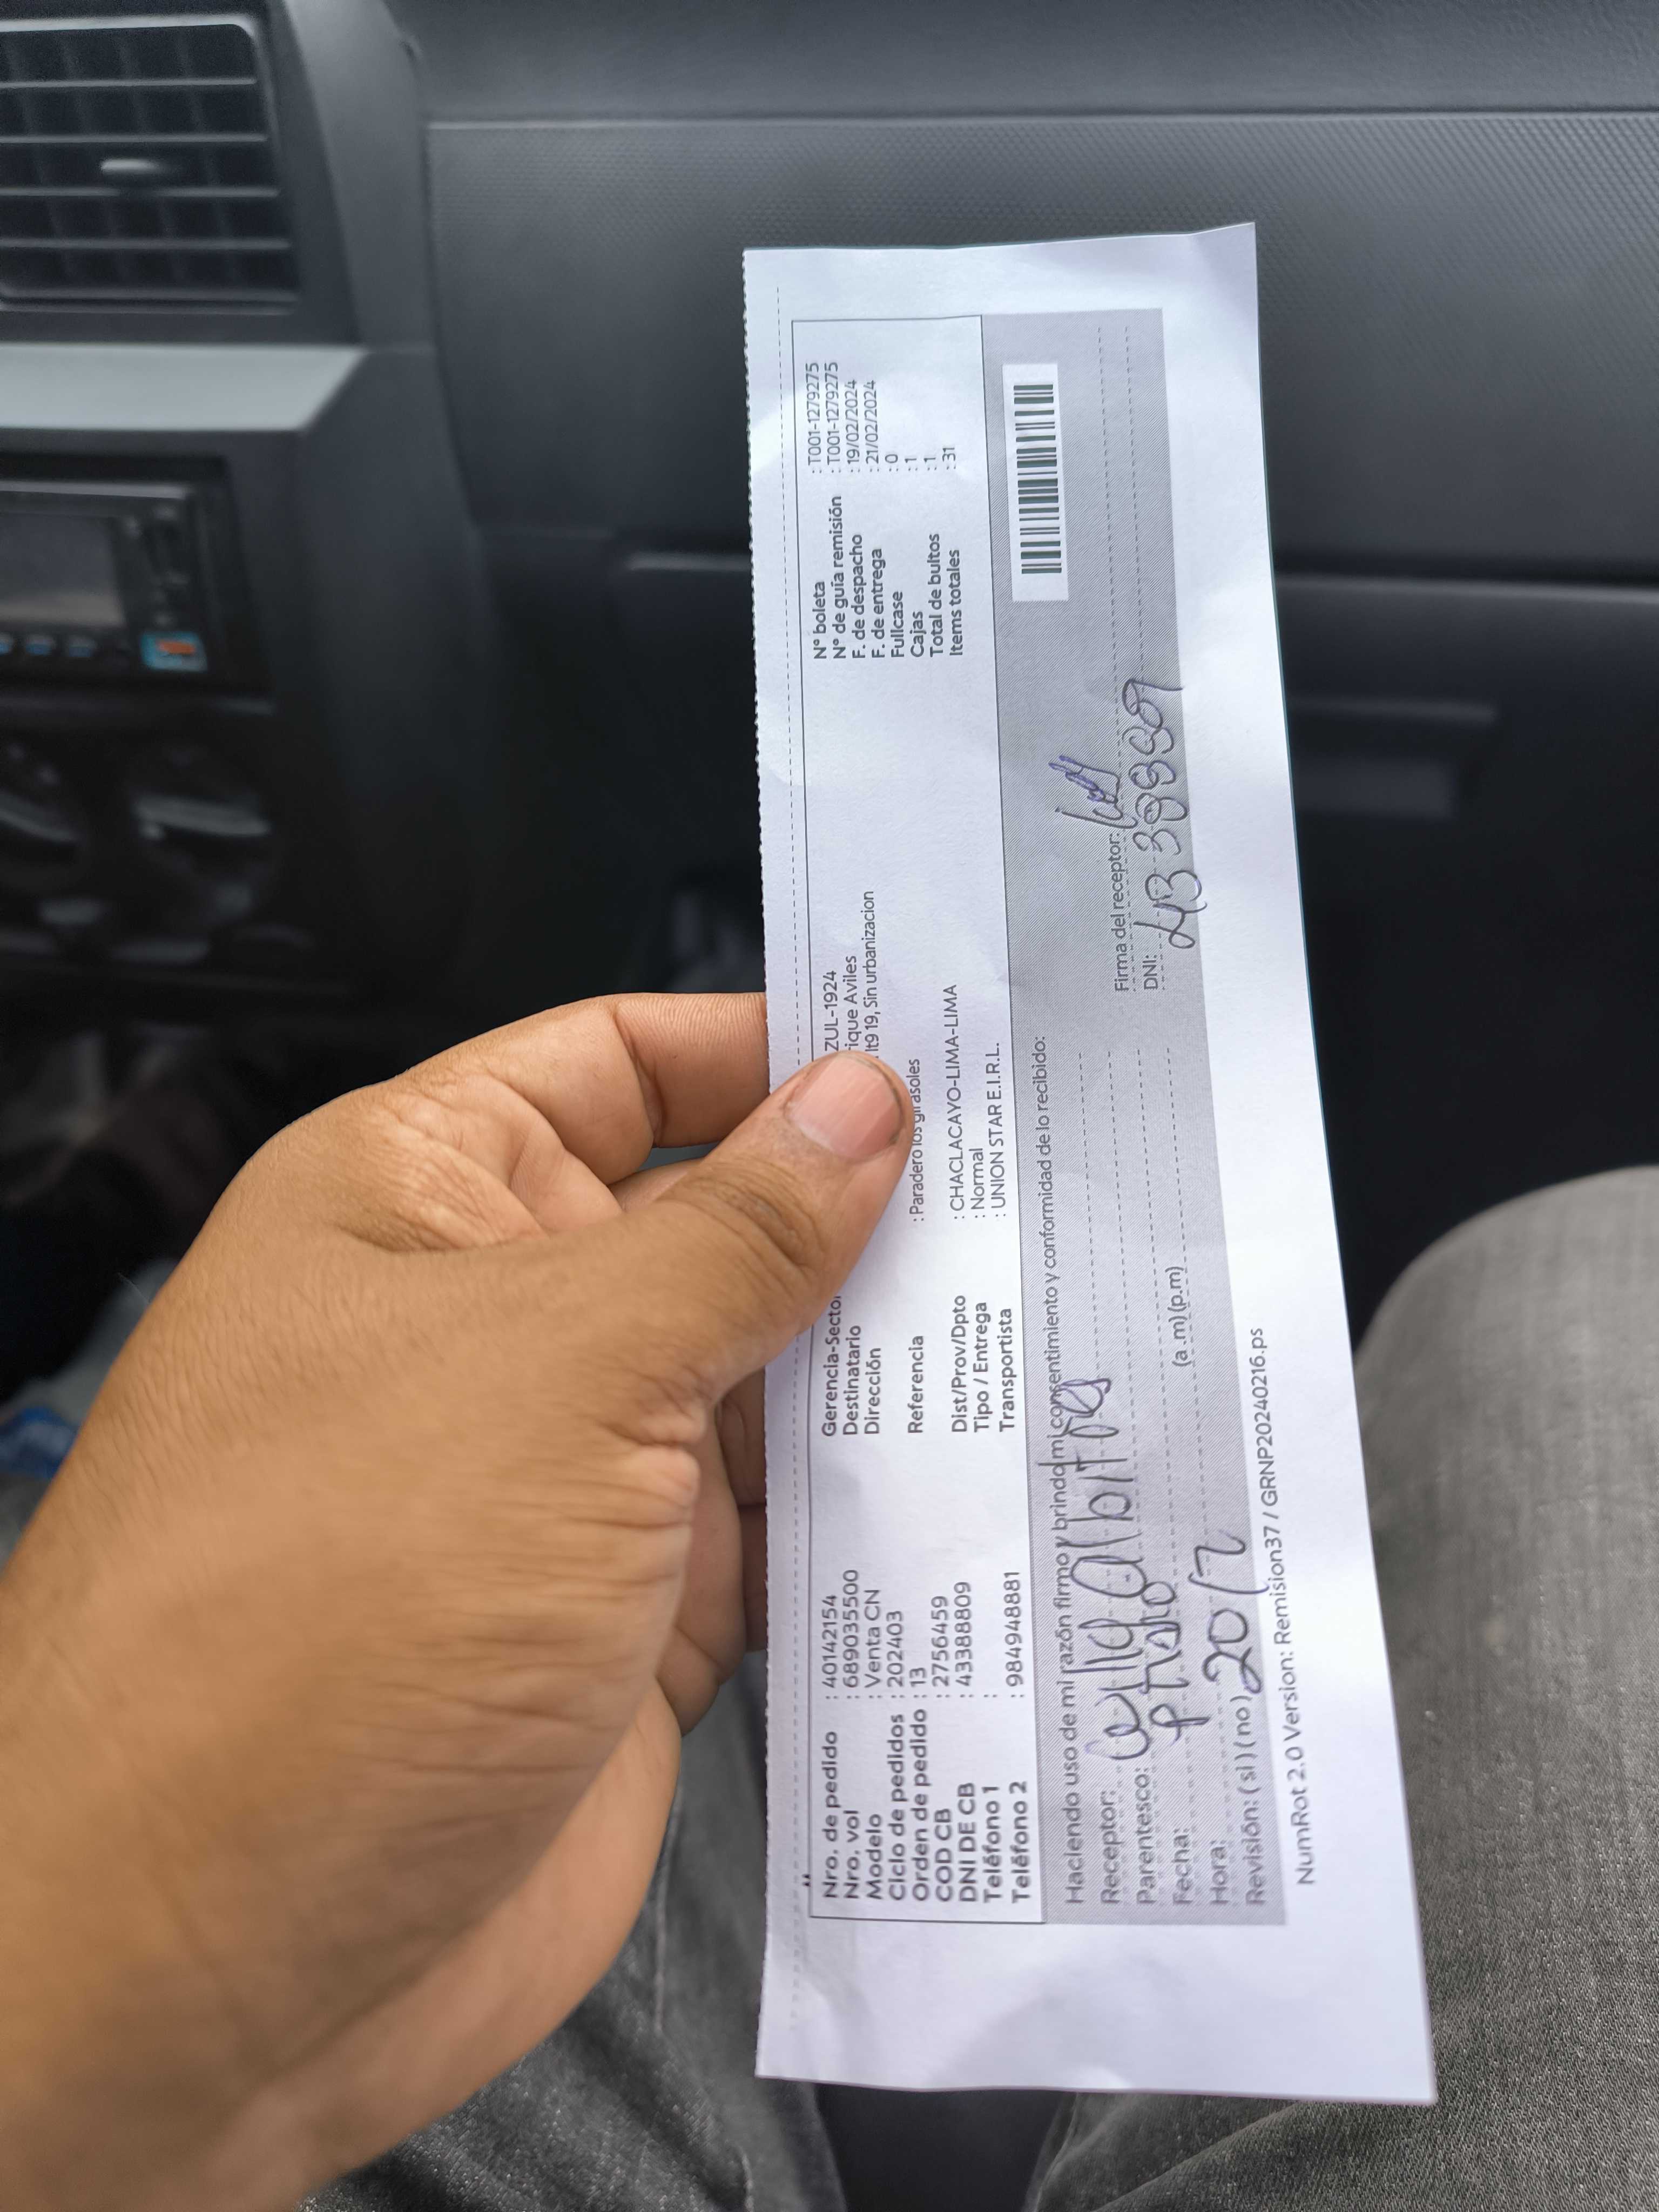 Nro. de pedido : 40142154
Nro. vol : 689035500
Modelo : Venta CN
Ciclo de pedidos : 202403
Orden de pedido : 13
COD CB : 2756459
DNI DE CB : 43388809
Teléfono 1 :
Teléfono 2 : 984948881
Gerencia-Sector ZUL-1924
Destinatario rique Aviles
Dirección lt9 19, Sin urbanizacion
Referencia : Paradero los girasoles
Dist/Prov/Dpto : CHACLACAYO-LIMA-LIMA
Tipo / Entrega : Normal
Transportista : UNION STAR E.I.R.L.
N° boleta : T001-1279275
N° de guía remisión : T001-1279275
F. de despacho : 19/02/2024
F. de entrega : 21/02/2024
Fullcase : 0
Cajas : 1
Total de bultos : 1
Items totales : 31
Haciendo uso de mi razón firmo y brindo mi consentimiento y conformidad de lo recibido:
Receptor:
Parentesco:
Fecha: (a .m) (p.m)
Hora:
Revisión: ( si ) ( no )
Firma del receptor:
DNI: 43388809
NumRot 2.0 Version: Remision37 / GRNP20240216.ps